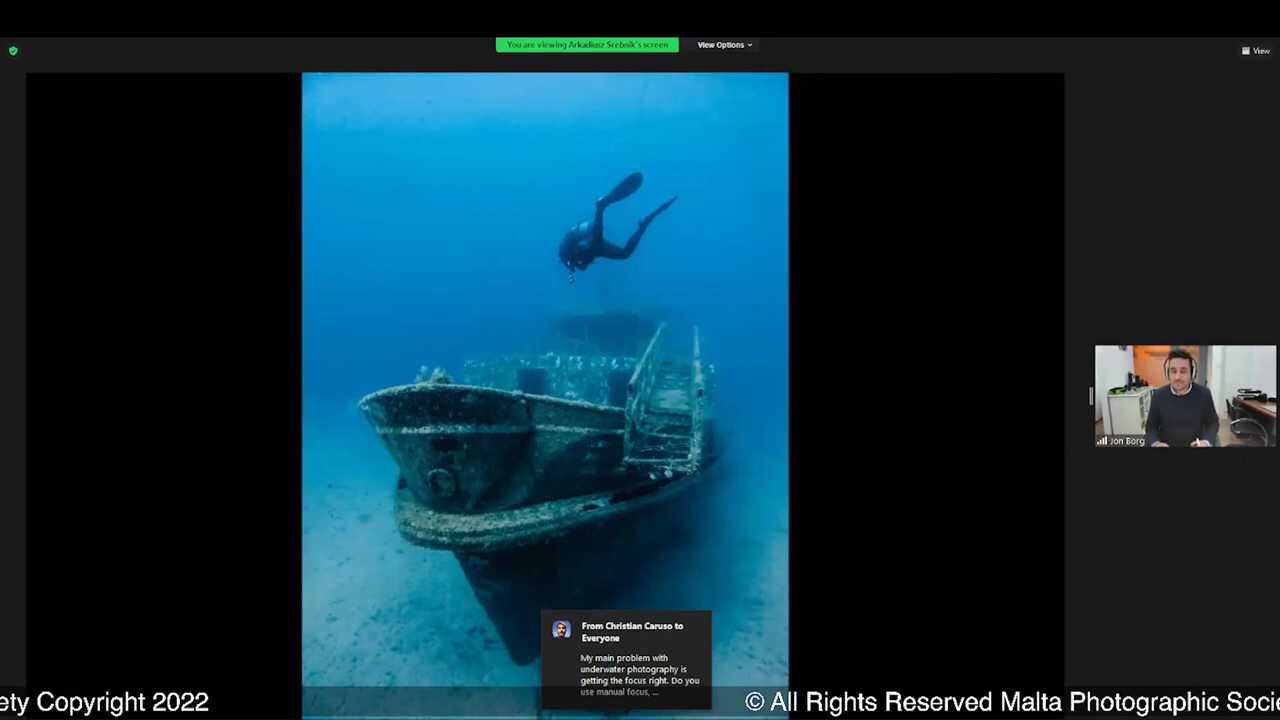 You are viewing Arkadiusz Srebnik's screen
View Options
View
Jon Borg
From Christian Caruso to
Everyone
My main problem with
underwater photography is
getting the focus right. Do you
use manual focus, ...
ety Copyright 2022
© All Rights Reserved Malta Photographic Socie